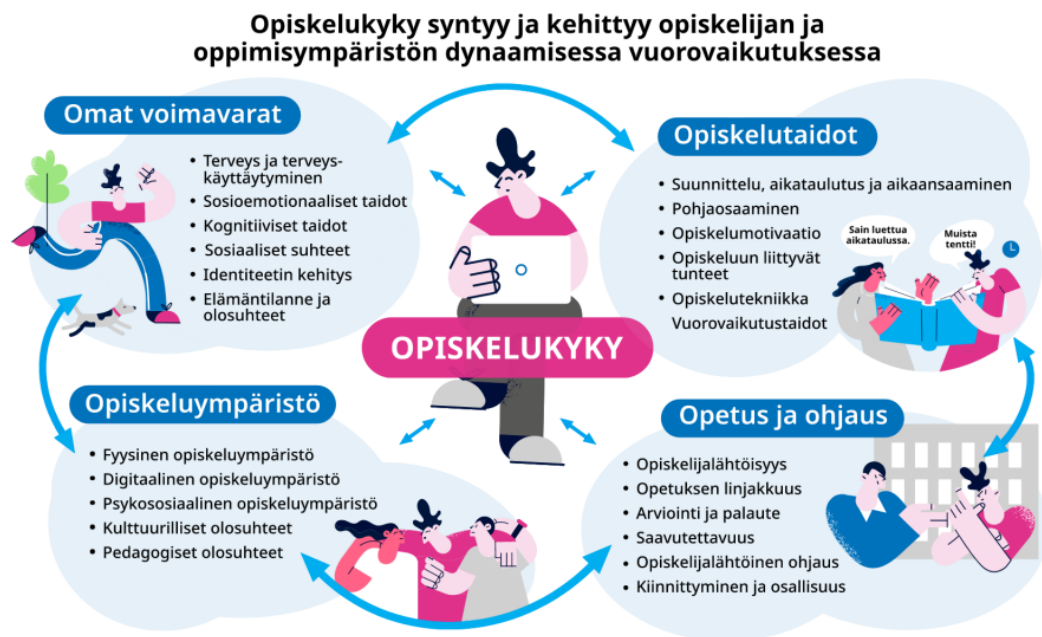 Opiskelukyky syntyy ja kehittyy opiskelijan ja
oppimisympäristön dynaamisessa vuorovaikutuksessa
Omat voimavarat
• Terveys ja terveys-
käyttäytyminen
• Sosioemotionaaliset taidot
• Kognitiiviset taidot
• Sosiaaliset suhteet
• Identiteetin kehitys
• Elämäntilanne ja
olosuhteet
Opiskelutaidot
• Suunnittelu, aikataulutus ja aikaansaaminen
• Pohjaosaaminen
• Opiskelumotivaatio
• Opiskeluun liittyvät
tunteet
• Opiskelutekniikka
Vuorovaikutustaidot
Sain luettua
aikataulussa.
Muista
tentti!
OPISKELUKYKY
Opiskeluympäristö
• Fyysinen opiskeluympäristö
• Digitaalinen opiskeluympäristö
• Psykososiaalinen opiskeluympäristö
• Kulttuurilliset olosuhteet
• Pedagogiset olosuhteet
Opetus ja ohjaus
• Opiskelijalähtöisyys
• Opetuksen linjakkuus
• Arviointi ja palaute
• Saavutettavuus
• Opiskelijalähtöinen ohjaus
• Kiinnittyminen ja osallisuus